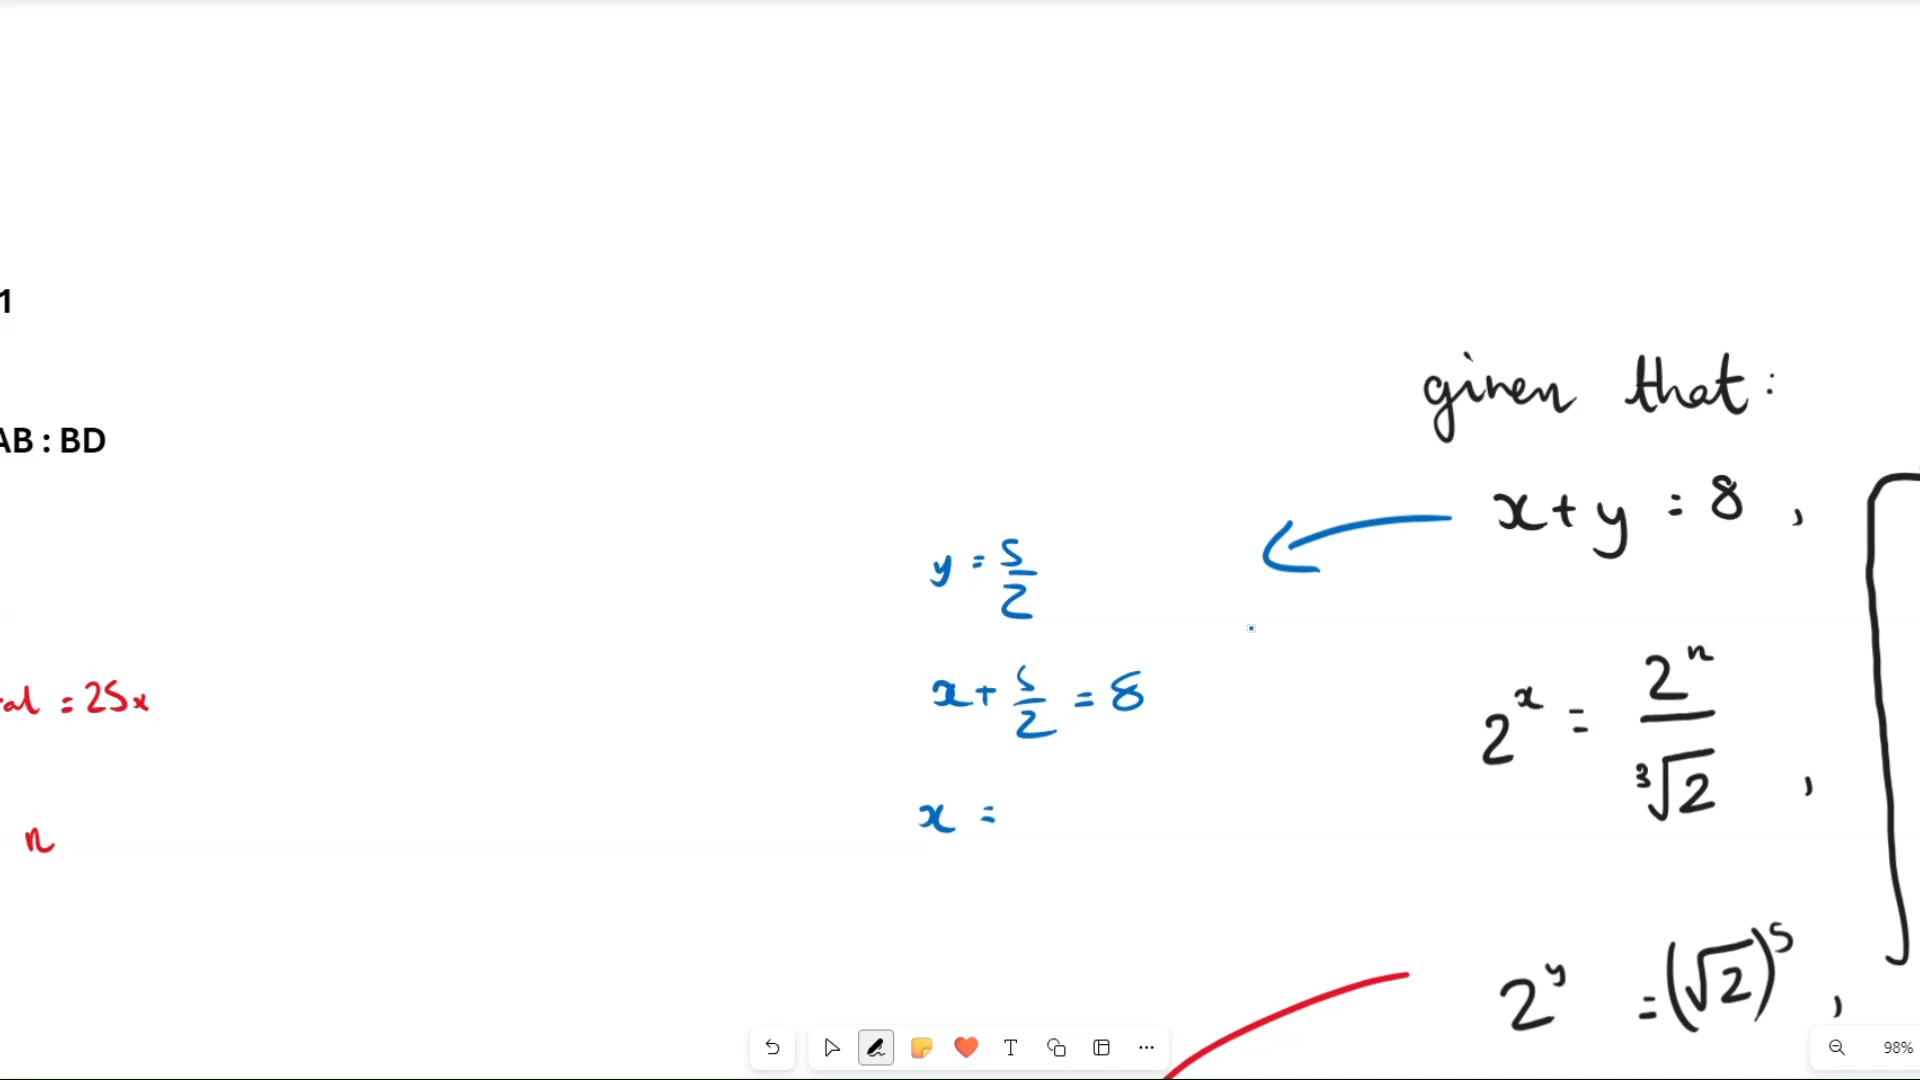 1
AB : BD
al = 25x
n
y = 5/2
x + 5/2 = 8
x =
given that:
x + y = 8 ,
2^x = 2^n / ∛2 ,
2^y = (√2)^5 ,
T
98%